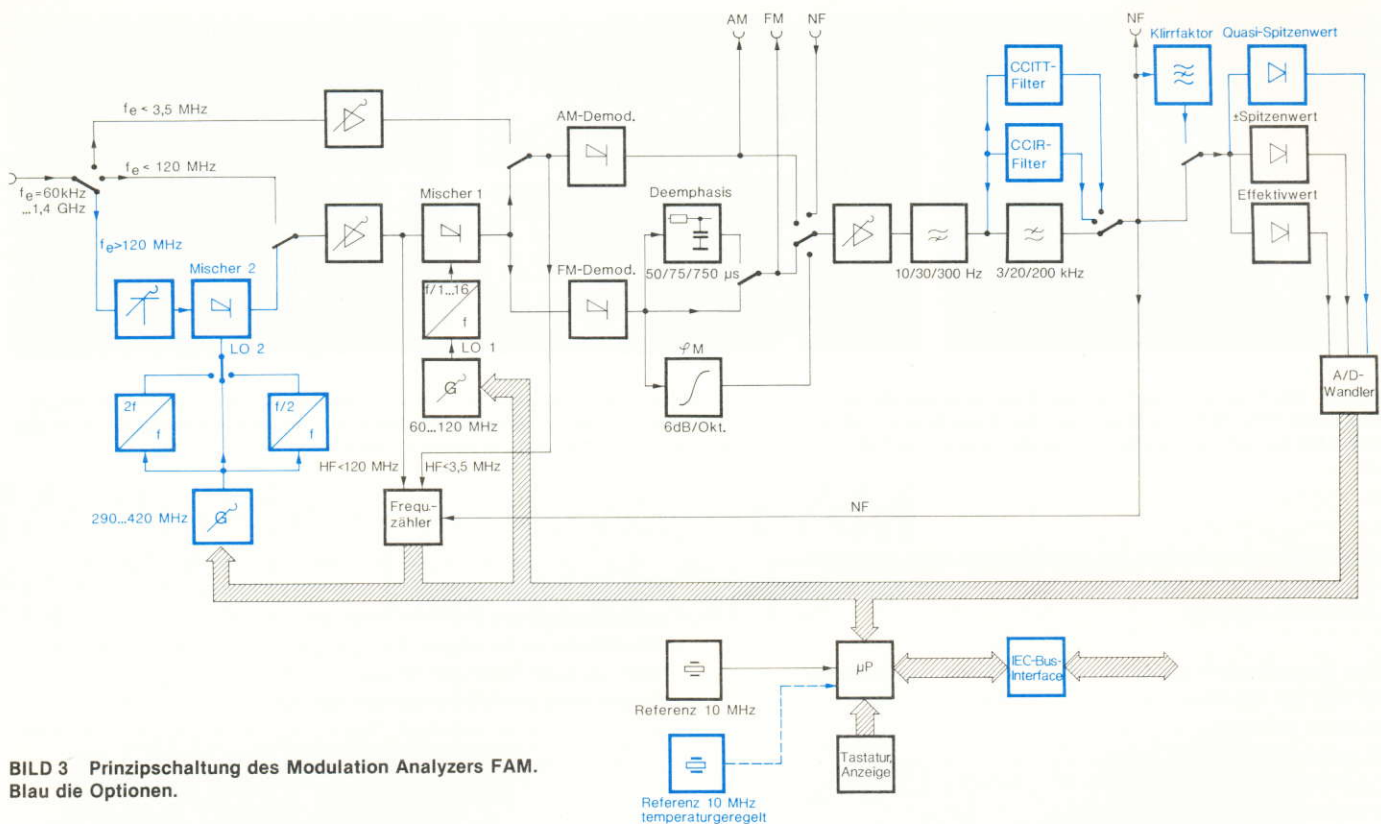 AM
FM
NF
NF
Klirrfaktor
Quasi-Spitzenwert
CCITT-
Filter
CCIR-
Filter
fe < 3,5 MHz
AM-Demod.
±Spitzenwert
fe < 120 MHz
fe=60kHz
...1,4 GHz
Mischer 1
Deemphasis
Effektivwert
fe>120 MHz
50/75/750 µs
10/30/300 Hz
3/20/200 kHz
Mischer 2
FM-Demod.
f/1...16
f
LO 1
LO 2
φM
G
6dB/Okt.
A/D-
Wandler
2f
f
f/2
f
60...120 MHz
HF<120 MHz
HF<3,5 MHz
290...420 MHz
G
Frequ.-
zähler
NF
µP
IEC-Bus-
Interface
Referenz 10 MHz
Tastatur,
Anzeige
Referenz 10 MHz
temperaturgeregelt
BILD 3 Prinzipschaltung des Modulation Analyzers FAM.
Blau die Optionen.